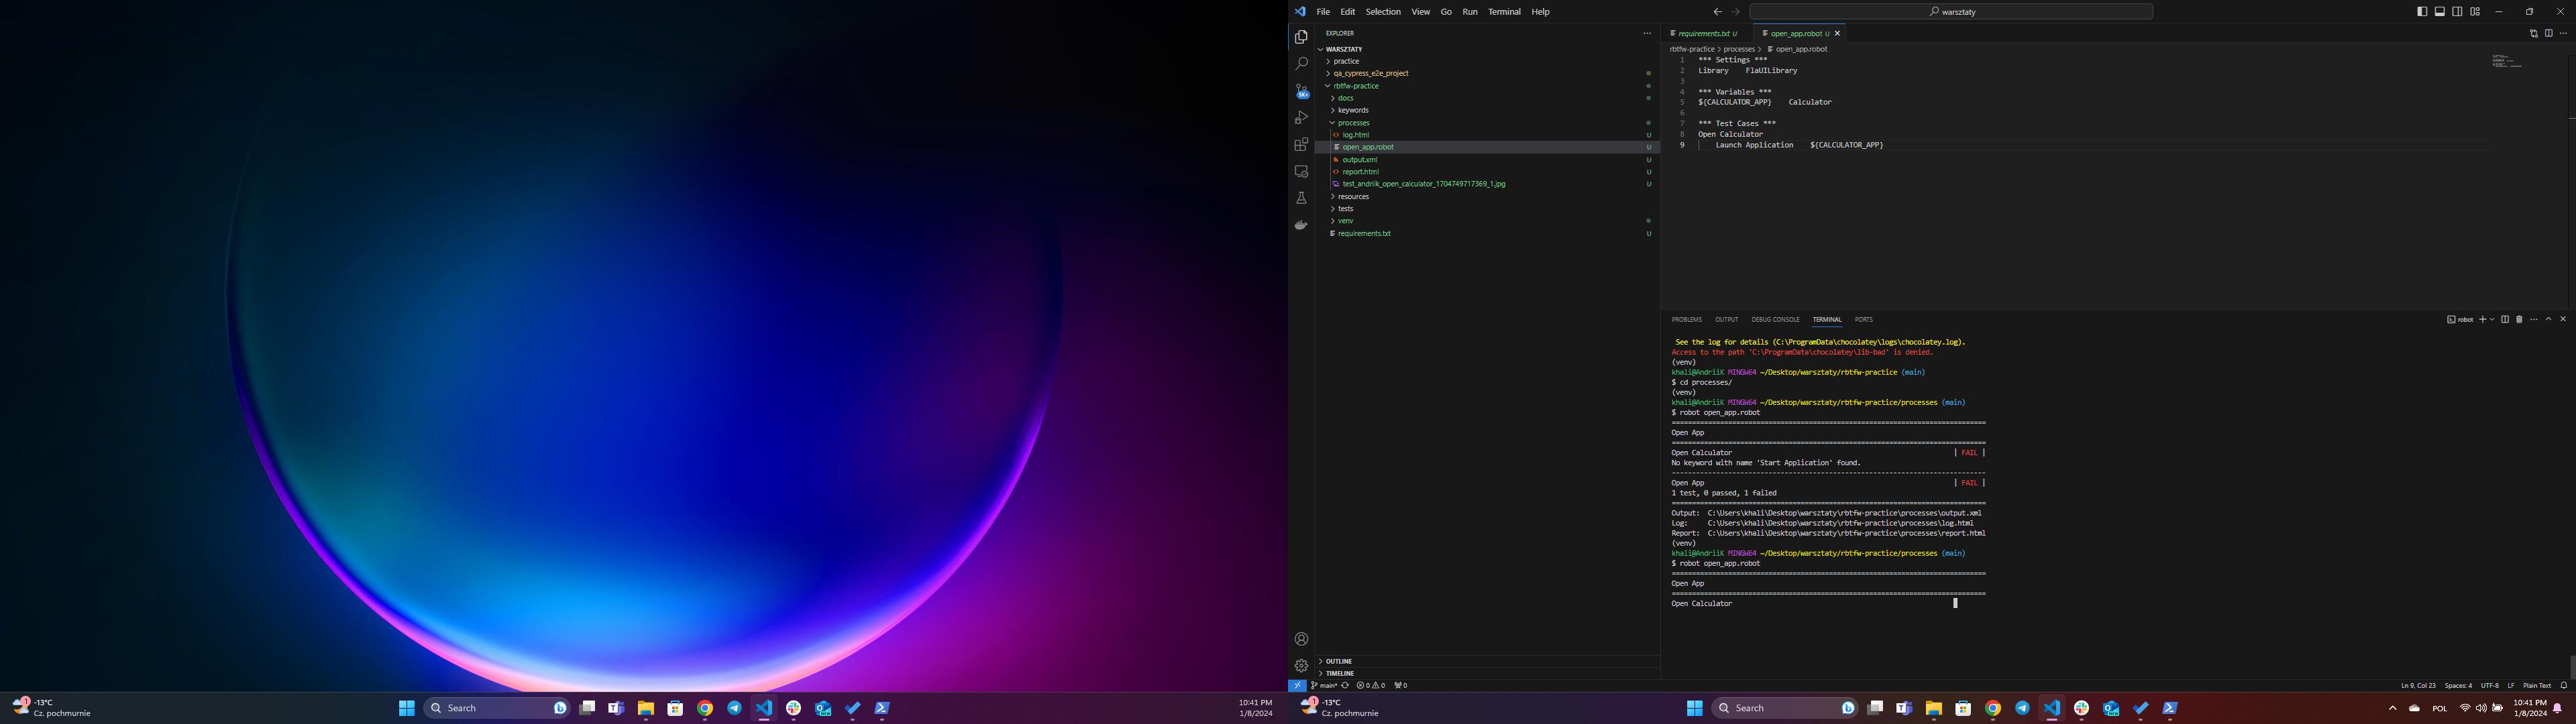 File Edit Selection View Go Run Terminal Help
warsztaty
EXPLORER
WARSZTATY
practice
qa_cypress_e2e_project
rbtfw-practice
docs
keywords
processes
log.html U
open_app.robot U
output.xml U
report.html U
test_andriik_open_calculator_1704749717369_1.jpg U
resources
tests
venv
requirements.txt U
OUTLINE
TIMELINE
5K+
requirements.txt U
open_app.robot U
rbtfw-practice > processes > open_app.robot
1 *** Settings ***
2 Library    FlaUILibrary
3
4 *** Variables ***
5 ${CALCULATOR_APP}    Calculator
6
7 *** Test Cases ***
8 Open Calculator
9     Launch Application    ${CALCULATOR_APP}
PROBLEMS OUTPUT DEBUG CONSOLE TERMINAL PORTS
robot
See the log for details (C:\ProgramData\chocolatey\logs\chocolatey.log).
Access to the path 'C:\ProgramData\chocolatey\lib-bad' is denied.
(venv)
khali@AndriiK MINGW64 ~/Desktop/warsztaty/rbtfw-practice (main)
$ cd processes/
(venv)
khali@AndriiK MINGW64 ~/Desktop/warsztaty/rbtfw-practice/processes (main)
$ robot open_app.robot
==============================================================================
Open App
==============================================================================
Open Calculator | FAIL |
No keyword with name 'Start Application' found.
------------------------------------------------------------------------------
Open App | FAIL |
1 test, 0 passed, 1 failed
==============================================================================
Output:  C:\Users\khali\Desktop\warsztaty\rbtfw-practice\processes\output.xml
Log:     C:\Users\khali\Desktop\warsztaty\rbtfw-practice\processes\log.html
Report:  C:\Users\khali\Desktop\warsztaty\rbtfw-practice\processes\report.html
(venv)
khali@AndriiK MINGW64 ~/Desktop/warsztaty/rbtfw-practice/processes (main)
$ robot open_app.robot
==============================================================================
Open App
==============================================================================
Open Calculator
main* 0 0 0
Ln 9, Col 23 Spaces: 4 UTF-8 LF Plain Text
1
-13°C
Cz. pochmurnie
Search
10:41 PM
1/8/2024
1
-13°C
Cz. pochmurnie
Search
POL
10:41 PM
1/8/2024